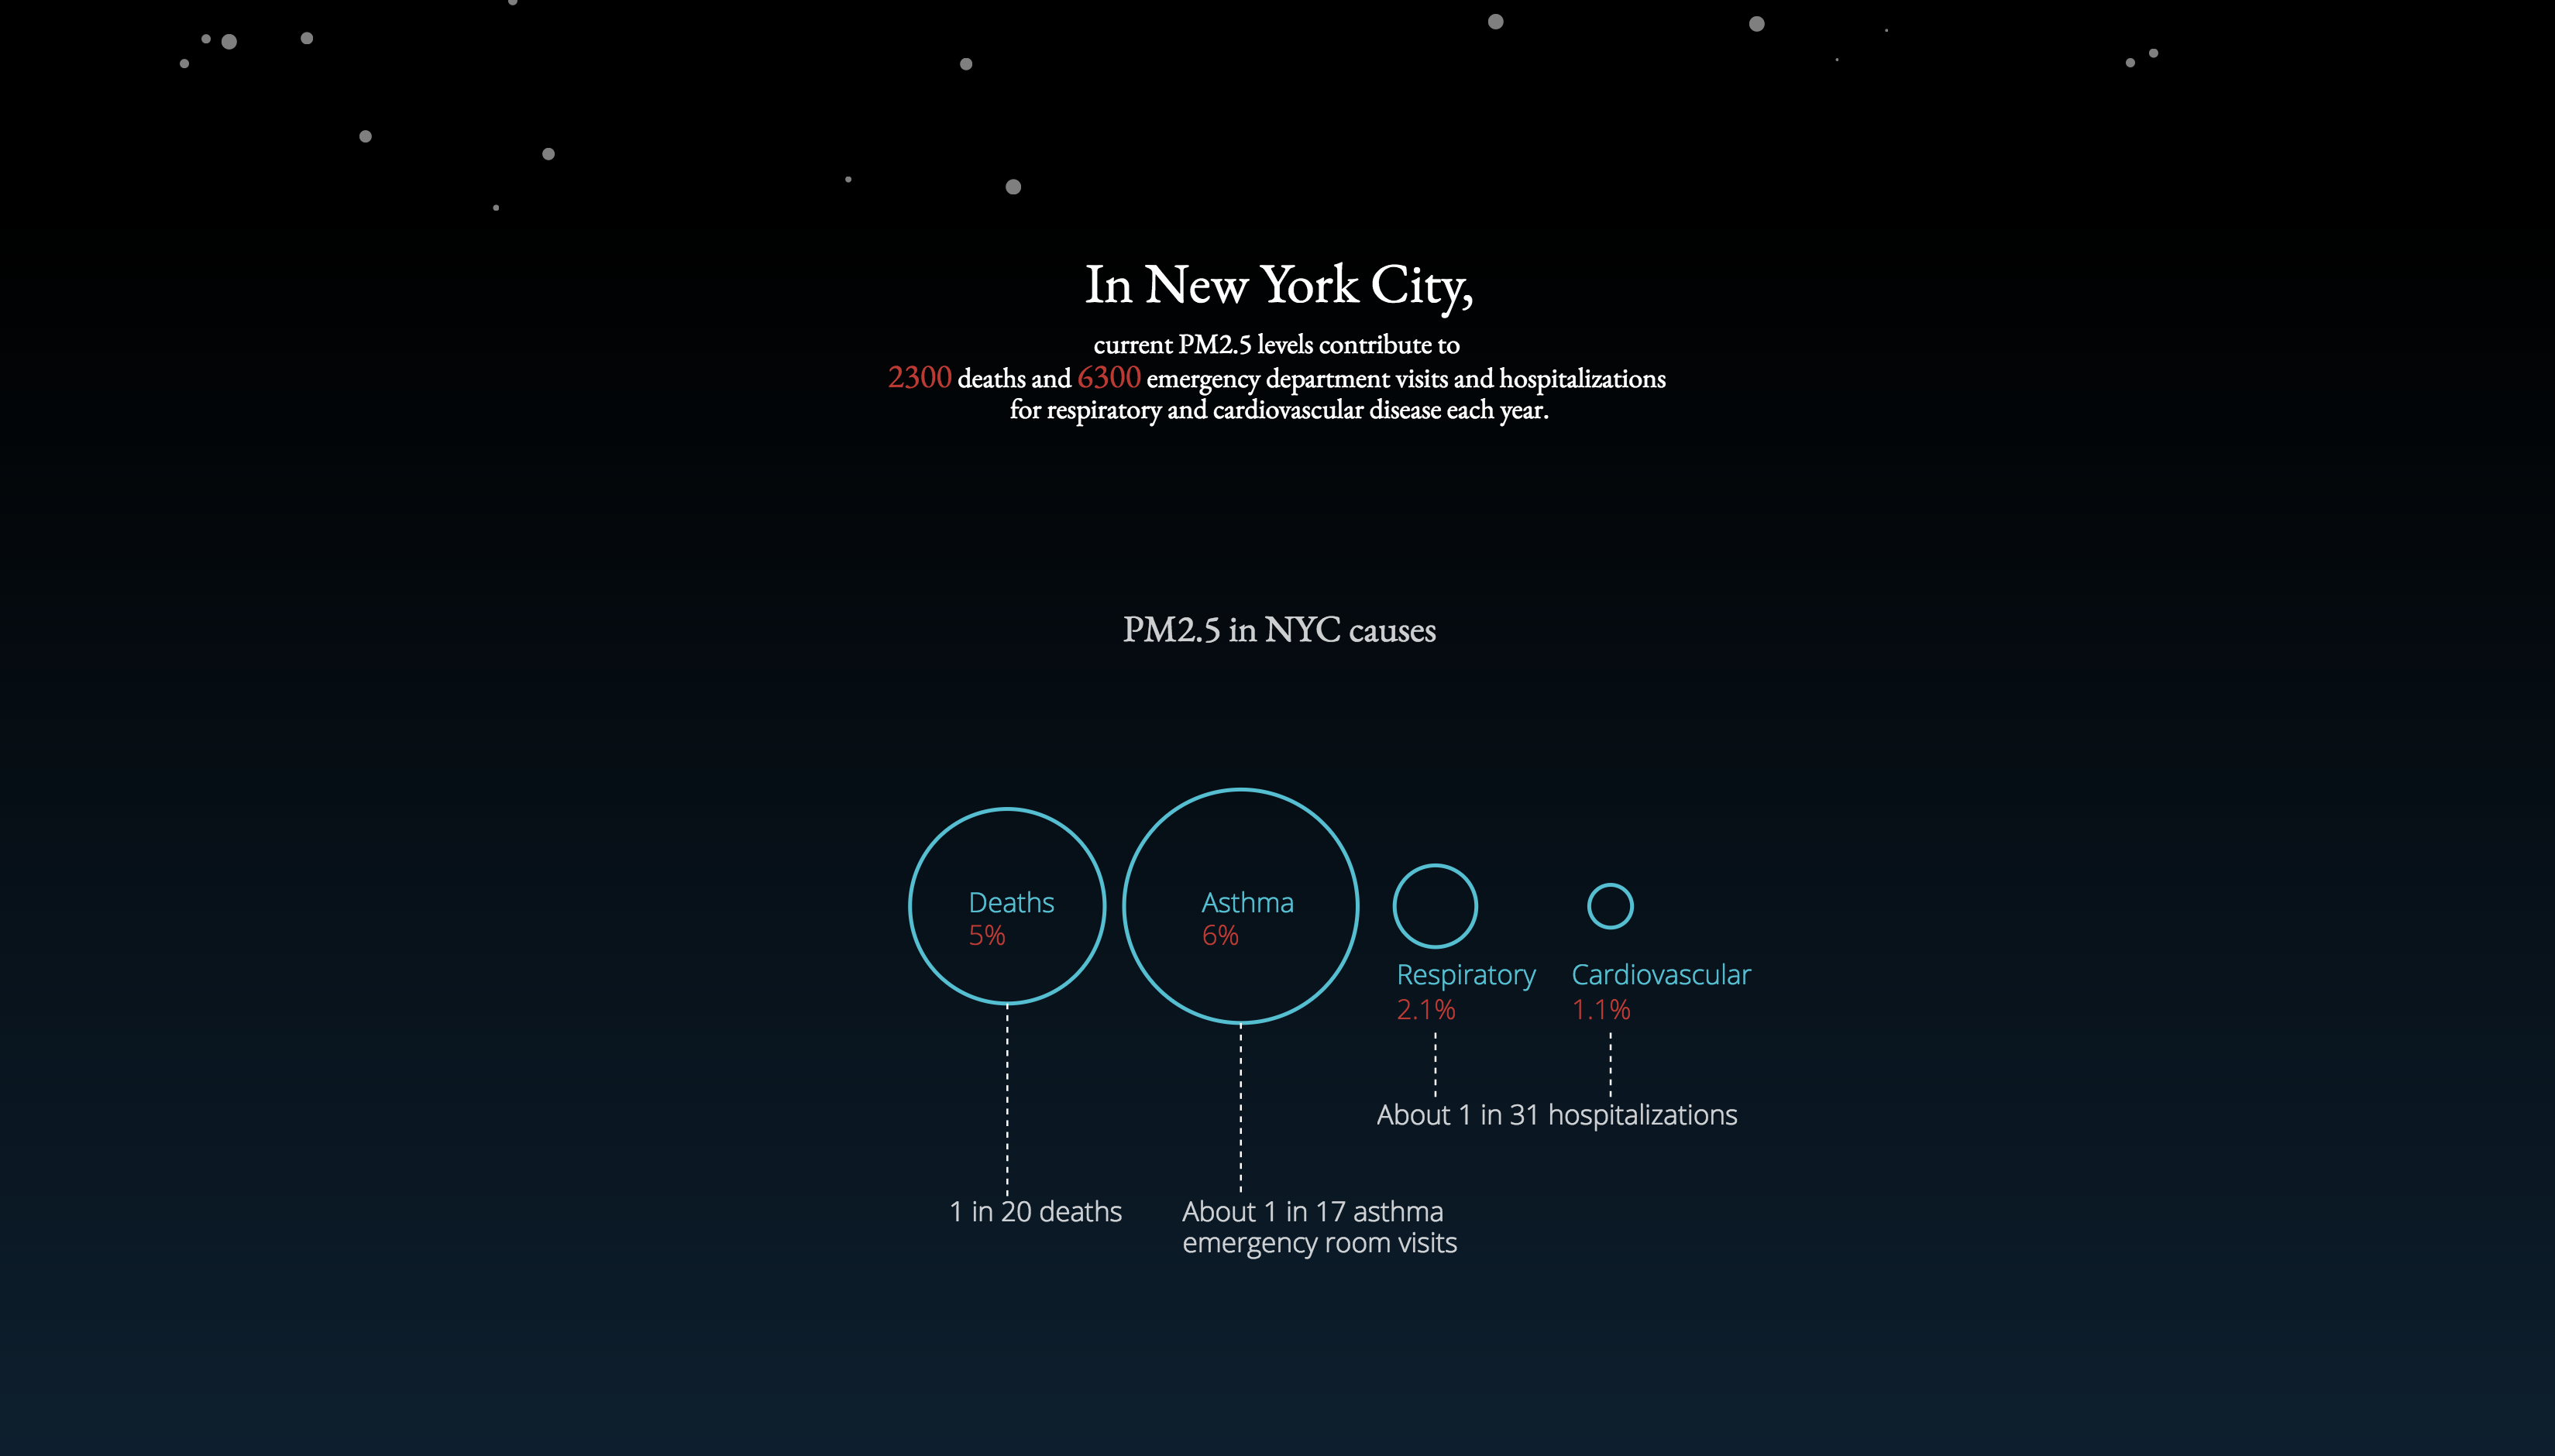 In New York City,
current PM2.5 levels contribute to
2300 deaths and 6300 emergency department visits and hospitalizations
for respiratory and cardiovascular disease each year.
PM2.5 in NYC causes
Deaths
5%
Asthma
6%
Respiratory
2.1%
Cardiovascular
1.1%
About 1 in 31 hospitalizations
1 in 20 deaths
About 1 in 17 asthma
emergency room visits